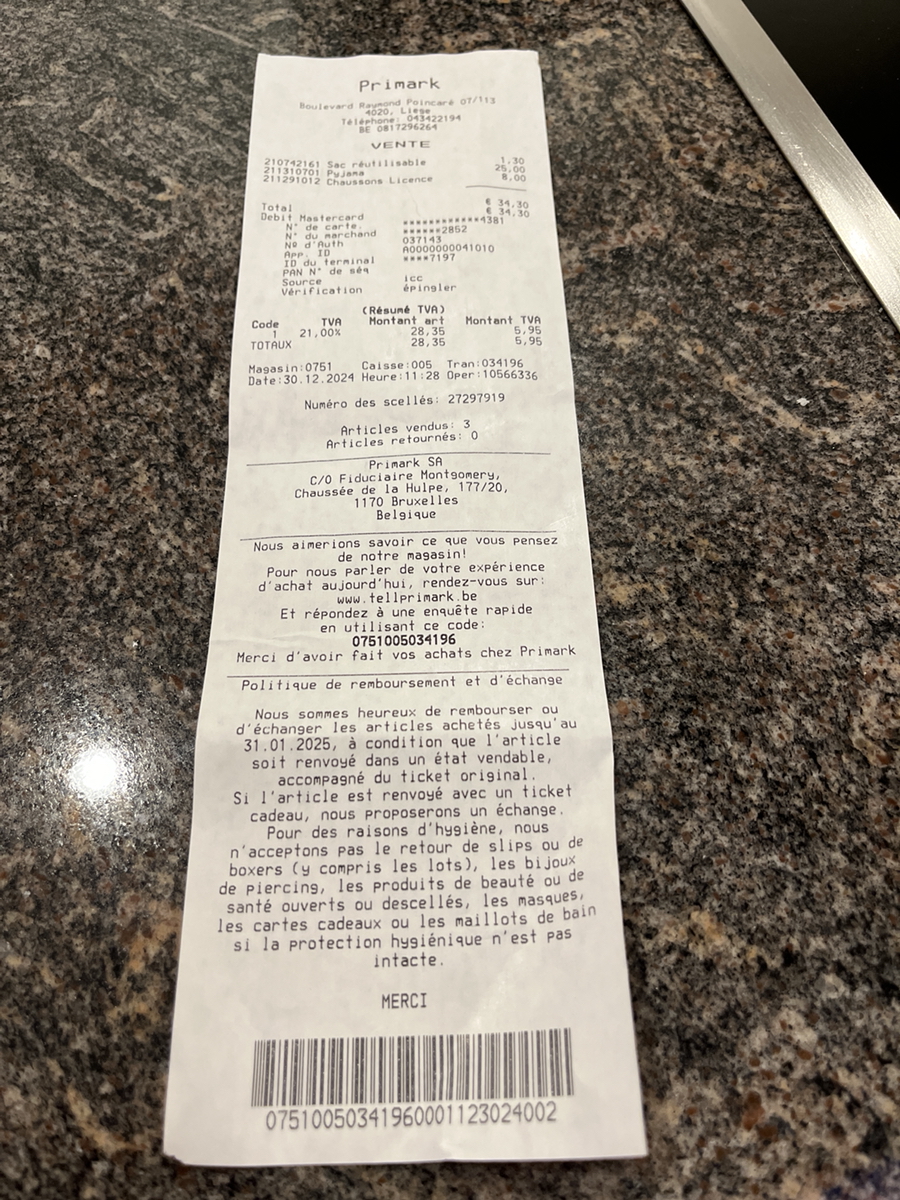 Primark
Boulevard Raymond Poincaré 07/113
4020, Liege
Téléphone: 043422194
BE 0817296264
VENTE
210742161 Sac réutilisable 1,30
211310701 Pyjama 25,00
211291012 Chaussons Licence 8,00
Total € 34,30
Debit Mastercard € 34,30
N° de carte. ************4381
N° du marchand ******2852
Nº d'Auth 037143
App. ID A0000000041010
ID du terminal ****7197
PAN N° de séq
Source icc
Vérification épingler
(Résumé TVA)
Code TVA Montant art Montant TVA
1 21,00% 28,35 5,95
TOTAUX 28,35 5,95
Magasin:0751 Caisse:005 Tran:034196
Date:30.12.2024 Heure:11:28 Oper:10566336
Numéro des scellés: 27297919
Articles vendus: 3
Articles retournés: 0
Primark SA
C/O Fiduciaire Montgomery,
Chaussée de la Hulpe, 177/20,
1170 Bruxelles
Belgique
Nous aimerions savoir ce que vous pensez
de notre magasin!
Pour nous parler de votre expérience
d'achat aujourd'hui, rendez-vous sur:
www.tellprimark.be
Et répondez à une enquête rapide
en utilisant ce code:
0751005034196
Merci d'avoir fait vos achats chez Primark
Politique de remboursement et d'échange
Nous sommes heureux de rembourser ou
d'échanger les articles achetés jusqu'au
31.01.2025, à condition que l'article
soit renvoyé dans un état vendable,
accompagné du ticket original.
Si l'article est renvoyé avec un ticket
cadeau, nous proposerons un échange.
Pour des raisons d'hygiène, nous
n'acceptons pas le retour de slips ou de
boxers (y compris les lots), les bijoux
de piercing, les produits de beauté ou de
santé ouverts ou descellés, les masques,
les cartes cadeaux ou les maillots de bain
si la protection hygiénique n'est pas
intacte.
MERCI
07510050341960001123024002